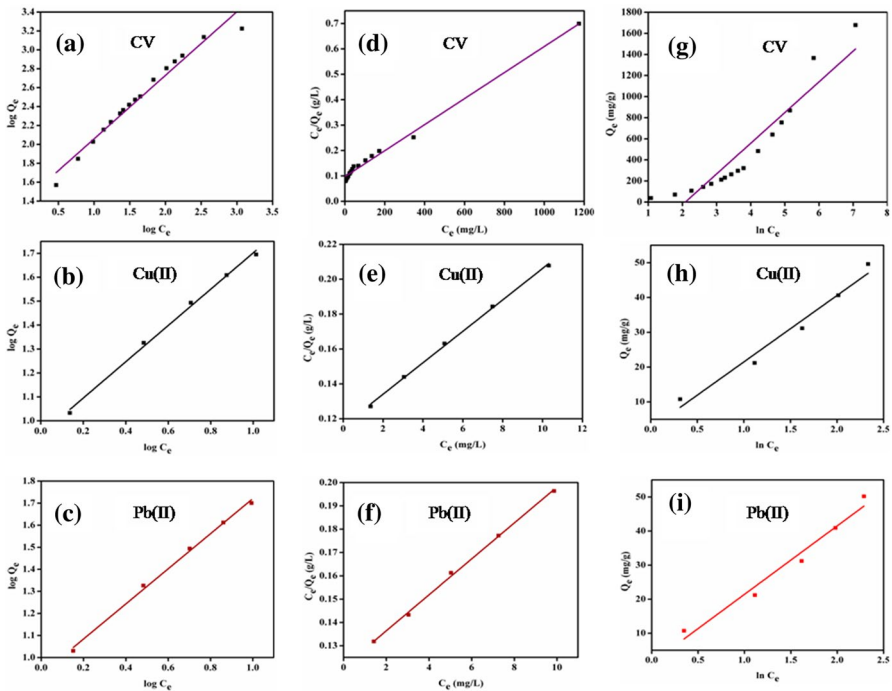 (a) CV
log Qe
3.4
3.2
3.0
2.8
2.6
2.4
2.2
2.0
1.8
1.6
1.4
0.5 1.0 1.5 2.0 2.5 3.0 3.5
log Ce
(d) CV
Ce/Qe (g/L)
0.8
0.7
0.6
0.5
0.4
0.3
0.2
0.1
0.0
0 200 400 600 800 1000 1200
Ce (mg/L)
(g) CV
Qe (mg/g)
1800
1600
1400
1200
1000
800
600
400
200
0
1 2 3 4 5 6 7 8
ln Ce
(b) Cu(II)
log Qe
1.7
1.6
1.5
1.4
1.3
1.2
1.1
1.0
0.0 0.2 0.4 0.6 0.8 1.0
log Ce
(e) Cu(II)
Ce/Qe (g/L)
0.22
0.20
0.18
0.16
0.14
0.12
0 2 4 6 8 10 12
Ce (mg/L)
(h) Cu(II)
Qe (mg/g)
50
40
30
20
10
0.0 0.5 1.0 1.5 2.0 2.5
ln Ce
(c) Pb(II)
log Qe
1.8
1.7
1.6
1.5
1.4
1.3
1.2
1.1
1.0
0.0 0.2 0.4 0.6 0.8 1.0
log Ce
(f) Pb(II)
Ce/Qe (g/L)
0.20
0.19
0.18
0.17
0.16
0.15
0.14
0.13
0 2 4 6 8 10
Ce (mg/L)
(i) Pb(II)
Qe (mg/g)
50
40
30
20
10
0.0 0.5 1.0 1.5 2.0 2.5
ln Ce